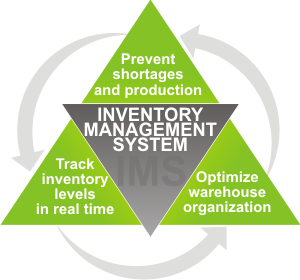 Prevent
shortages
and production
INVENTORY
MANAGEMENT
SYSTEM
IMS
Track
inventory
levels
in real time
Optimize
warehouse
organization